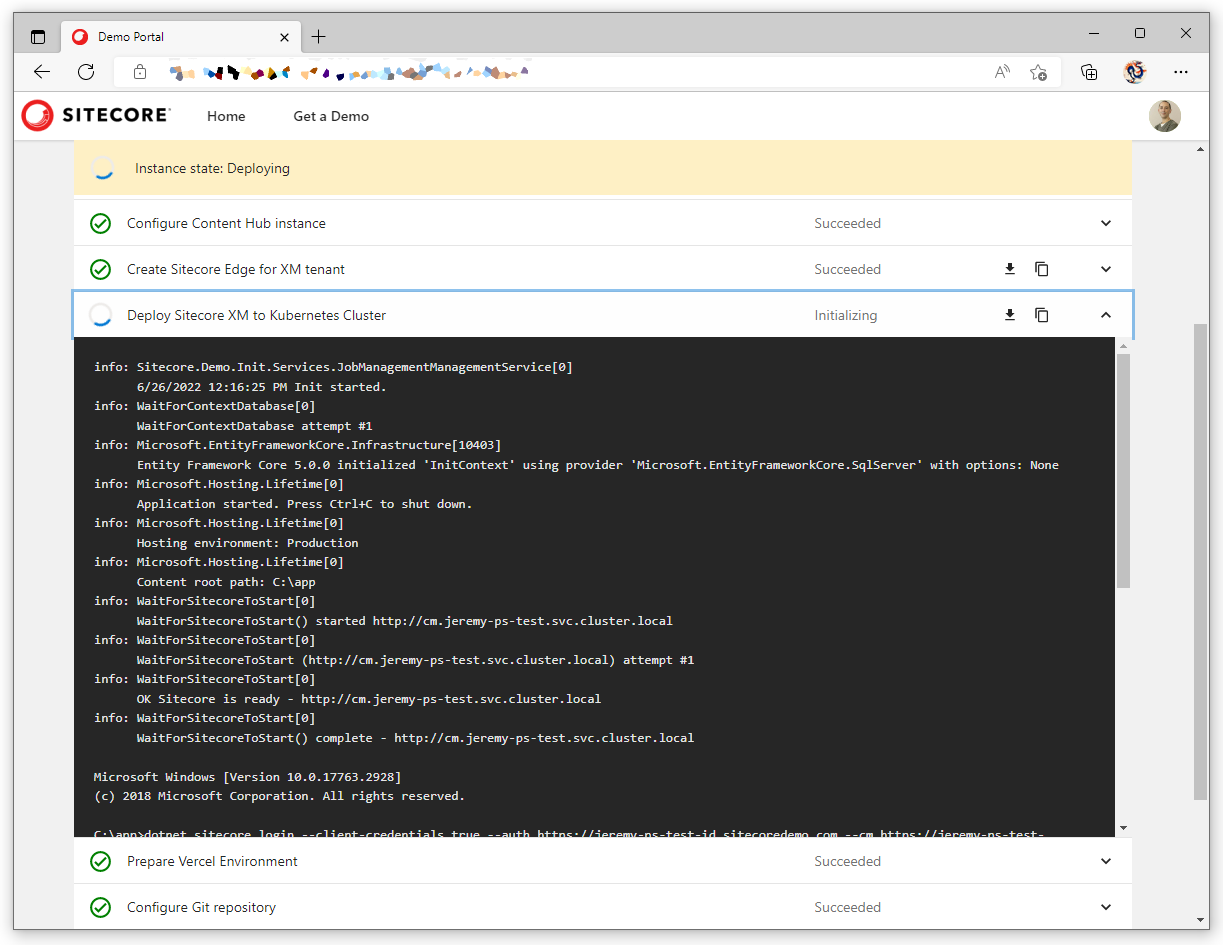 Demo Portal
SITECORE
Home
Get a Demo
Instance state: Deploying
Configure Content Hub instance Succeeded
Create Sitecore Edge for XM tenant Succeeded
Deploy Sitecore XM to Kubernetes Cluster Initializing
info: Sitecore.Demo.Init.Services.JobManagementManagementService[0]
6/26/2022 12:16:25 PM Init started.
info: WaitForContextDatabase[0]
WaitForContextDatabase attempt #1
info: Microsoft.EntityFrameworkCore.Infrastructure[10403]
Entity Framework Core 5.0.0 initialized 'InitContext' using provider 'Microsoft.EntityFrameworkCore.SqlServer' with options: None
info: Microsoft.Hosting.Lifetime[0]
Application started. Press Ctrl+C to shut down.
info: Microsoft.Hosting.Lifetime[0]
Hosting environment: Production
info: Microsoft.Hosting.Lifetime[0]
Content root path: C:\app
info: WaitForSitecoreToStart[0]
WaitForSitecoreToStart() started http://cm.jeremy-ps-test.svc.cluster.local
info: WaitForSitecoreToStart[0]
WaitForSitecoreToStart (http://cm.jeremy-ps-test.svc.cluster.local) attempt #1
info: WaitForSitecoreToStart[0]
OK Sitecore is ready - http://cm.jeremy-ps-test.svc.cluster.local
info: WaitForSitecoreToStart[0]
WaitForSitecoreToStart() complete - http://cm.jeremy-ps-test.svc.cluster.local
Microsoft Windows [Version 10.0.17763.2928]
(c) 2018 Microsoft Corporation. All rights reserved.
C:\app>dotnet sitecore login --client-credentials true --auth https://jeremy-ps-test-id.sitecoredemo.com --cm https://jeremy-ps-test-
Prepare Vercel Environment Succeeded
Configure Git repository Succeeded